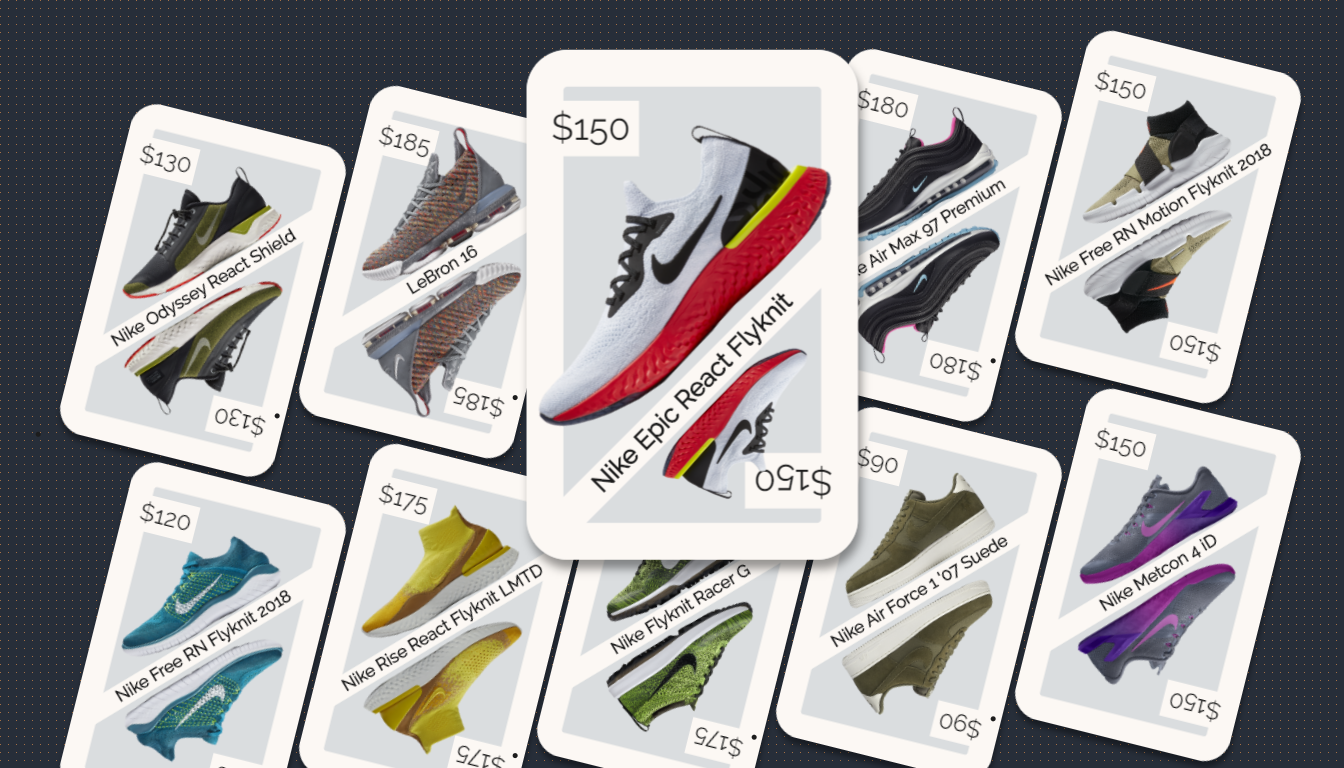 $130
Nike Odyssey React Shield
$130
$185
LeBron 16
$185
$150
Nike Epic React Flyknit
$150
$180
Air Max 97 Premium
$180
$150
Nike Free RN Motion Flyknit 2018
$150
$120
Nike Free RN Flyknit 2018
$175
Nike Rise React Flyknit LMTD
$175
Nike Flyknit Racer G
$175
$90
Nike Air Force 1 '07 Suede
$90
$150
Nike Metcon 4 iD
$150